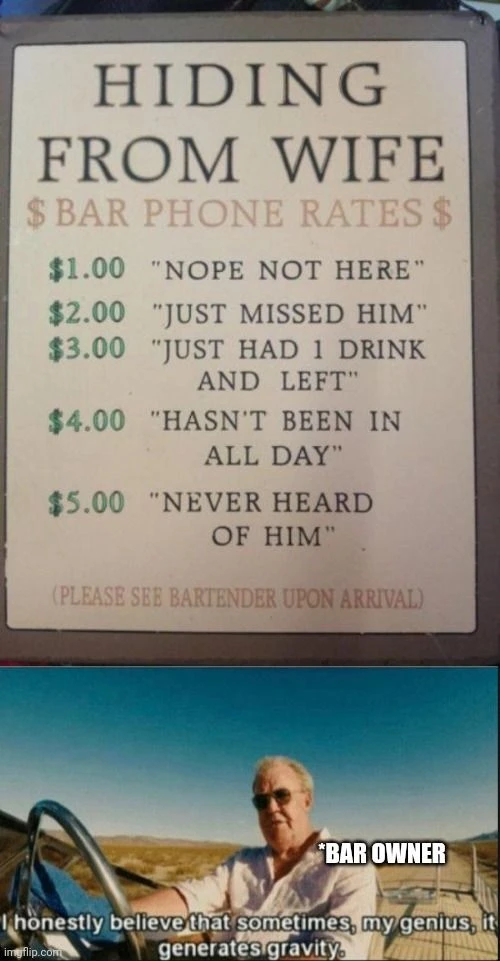 HIDING
FROM WIFE
$ BAR PHONE RATES $
$1.00 "NOPE NOT HERE"
$2.00 "JUST MISSED HIM"
$3.00 "JUST HAD 1 DRINK
AND LEFT"
$4.00 "HASN'T BEEN IN
ALL DAY"
$5.00 "NEVER HEARD
OF HIM"
(PLEASE SEE BARTENDER UPON ARRIVAL)
*BAR OWNER
I honestly believe that sometimes, my genius, it
generates gravity.
imgflip.com